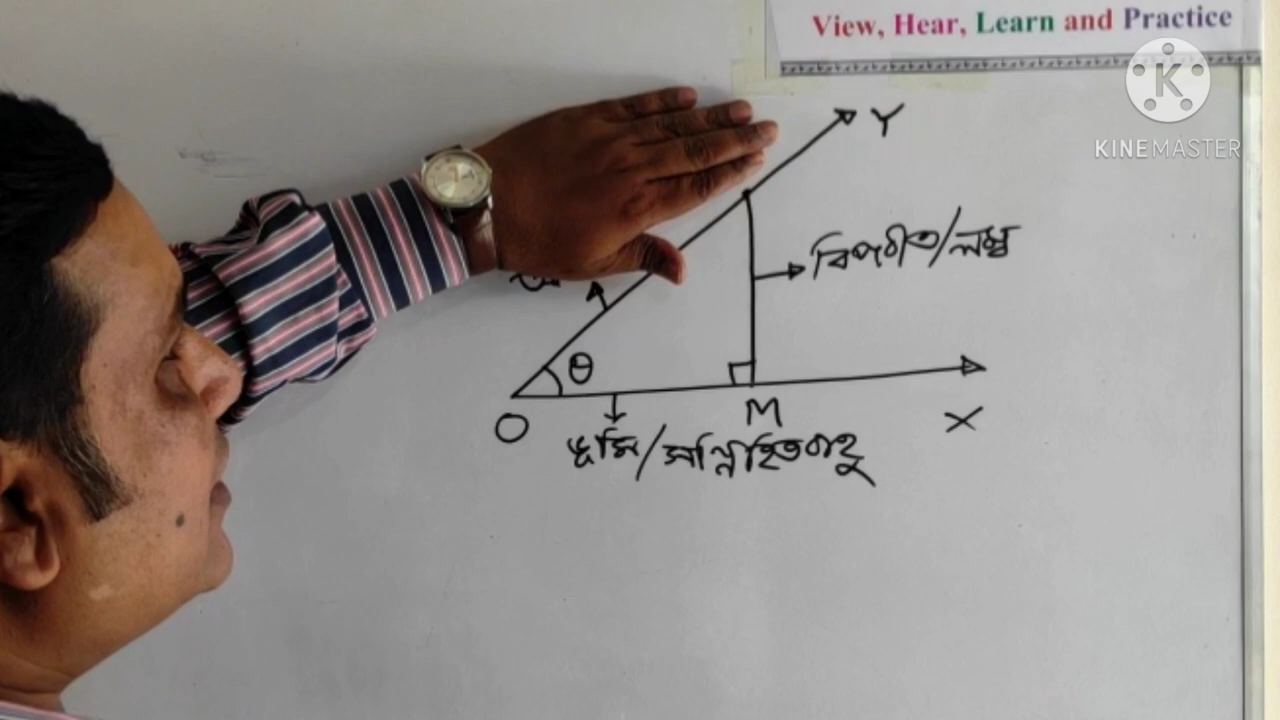 View, Hear, Learn and Practice
KINEMASTER
Y
বিপরীত/লম্ব
θ
O
M
X
ভূমি/সন্নিহিত বাহু